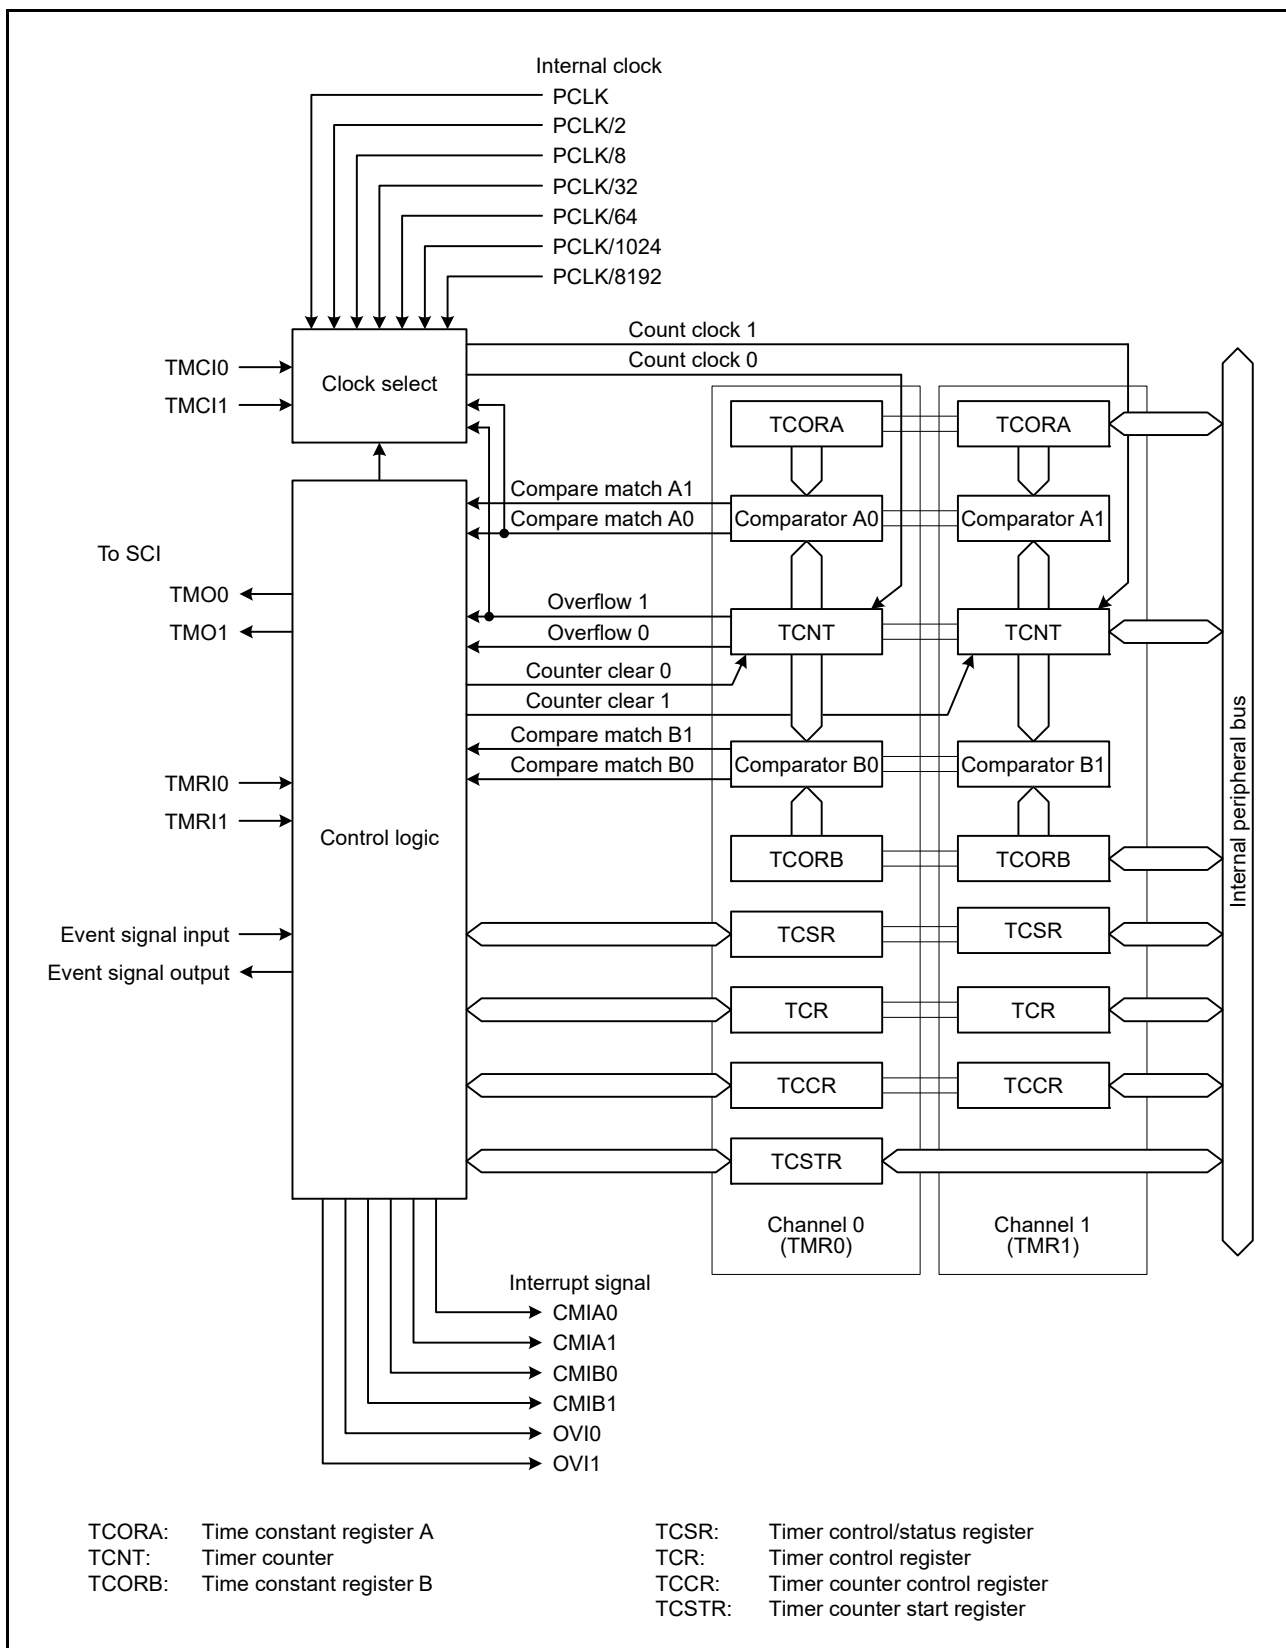 Internal clock
PCLK
PCLK/2
PCLK/8
PCLK/32
PCLK/64
PCLK/1024
PCLK/8192
Count clock 1
Count clock 0
TMCI0
TMCI1
Clock select
TCORA
TCORA
Compare match A1
Compare match A0
Comparator A0
Comparator A1
To SCI
TMO0
TMO1
Overflow 1
Overflow 0
TCNT
TCNT
Counter clear 0
Counter clear 1
Compare match B1
Compare match B0
Comparator B0
Comparator B1
TMRI0
TMRI1
Control logic
TCORB
TCORB
Internal peripheral bus
Event signal input
Event signal output
TCSR
TCSR
TCR
TCR
TCCR
TCCR
TCSTR
Channel 0
(TMR0)
Channel 1
(TMR1)
Interrupt signal
CMIA0
CMIA1
CMIB0
CMIB1
OVI0
OVI1
TCORA: Time constant register A
TCNT: Timer counter
TCORB: Time constant register B
TCSR: Timer control/status register
TCR: Timer control register
TCCR: Timer counter control register
TCSTR: Timer counter start register